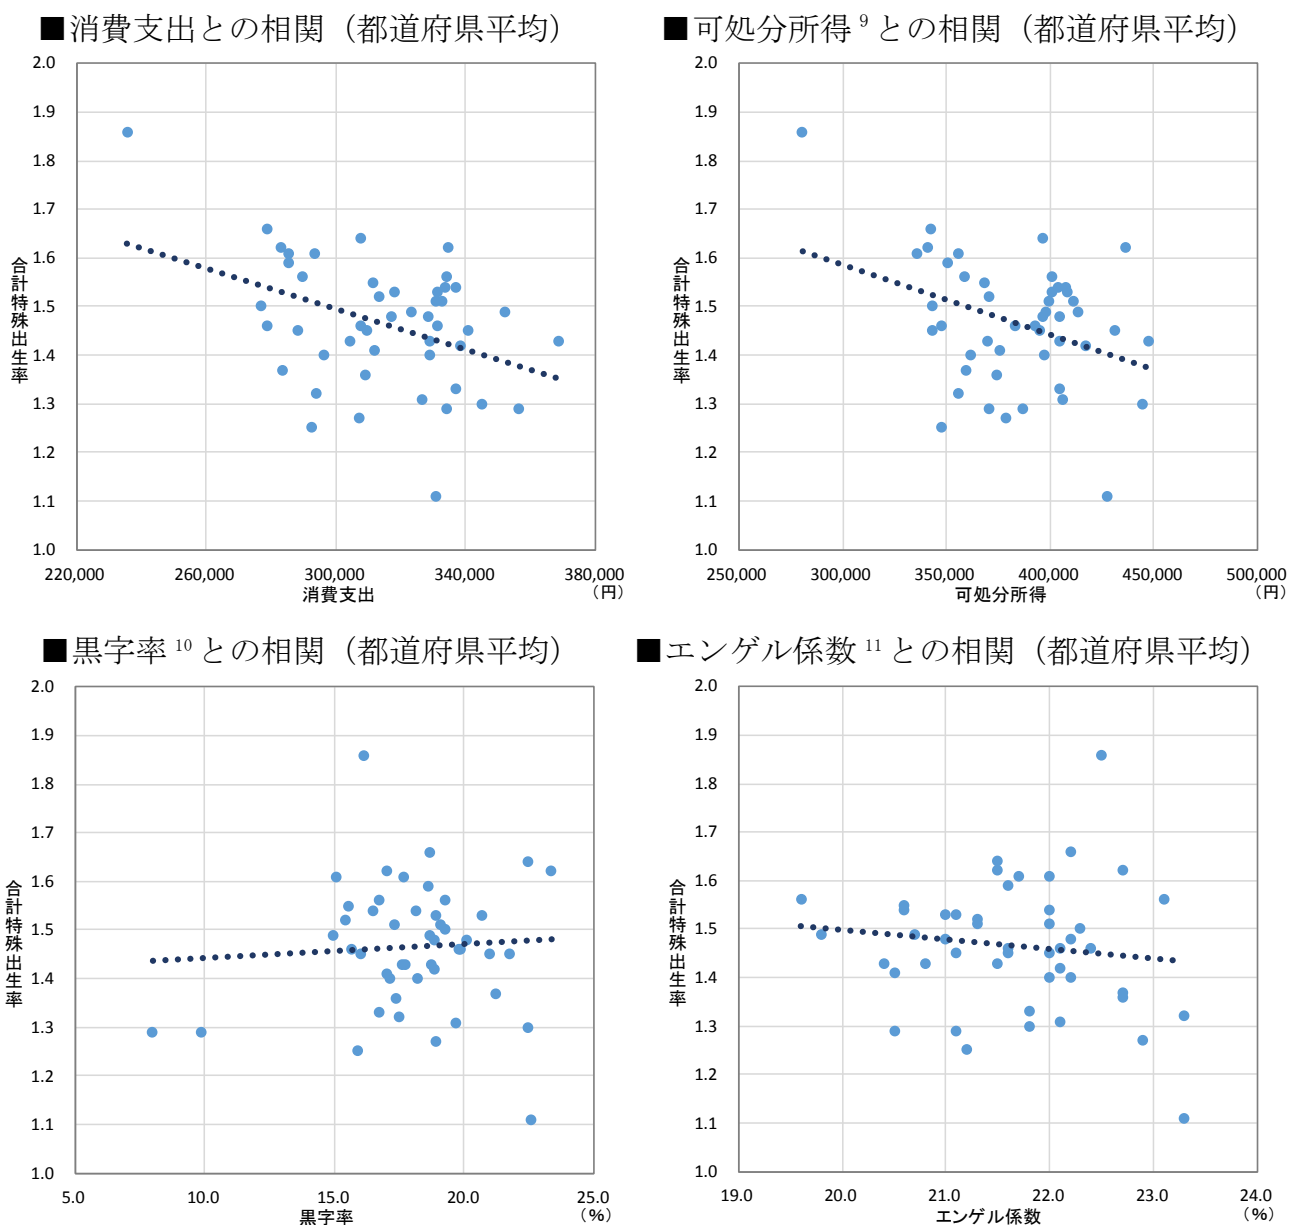 ■消費支出との相関（都道府県平均）
2.0
1.9
1.8
1.7
1.6
1.5
1.4
1.3
1.2
1.1
1.0
合計特殊出生率
220,000 260,000 300,000 340,000 380,000
消費支出
（円）
■可処分所得9との相関（都道府県平均）
2.0
1.9
1.8
1.7
1.6
1.5
1.4
1.3
1.2
1.1
1.0
合計特殊出生率
250,000 300,000 350,000 400,000 450,000 500,000
可処分所得
（円）
■黒字率10との相関（都道府県平均）
2.0
1.9
1.8
1.7
1.6
1.5
1.4
1.3
1.2
1.1
1.0
合計特殊出生率
5.0 10.0 15.0 20.0 25.0
黒字率
（%）
■エンゲル係数11との相関（都道府県平均）
2.0
1.9
1.8
1.7
1.6
1.5
1.4
1.3
1.2
1.1
1.0
合計特殊出生率
19.0 20.0 21.0 22.0 23.0 24.0
エンゲル係数
（%）